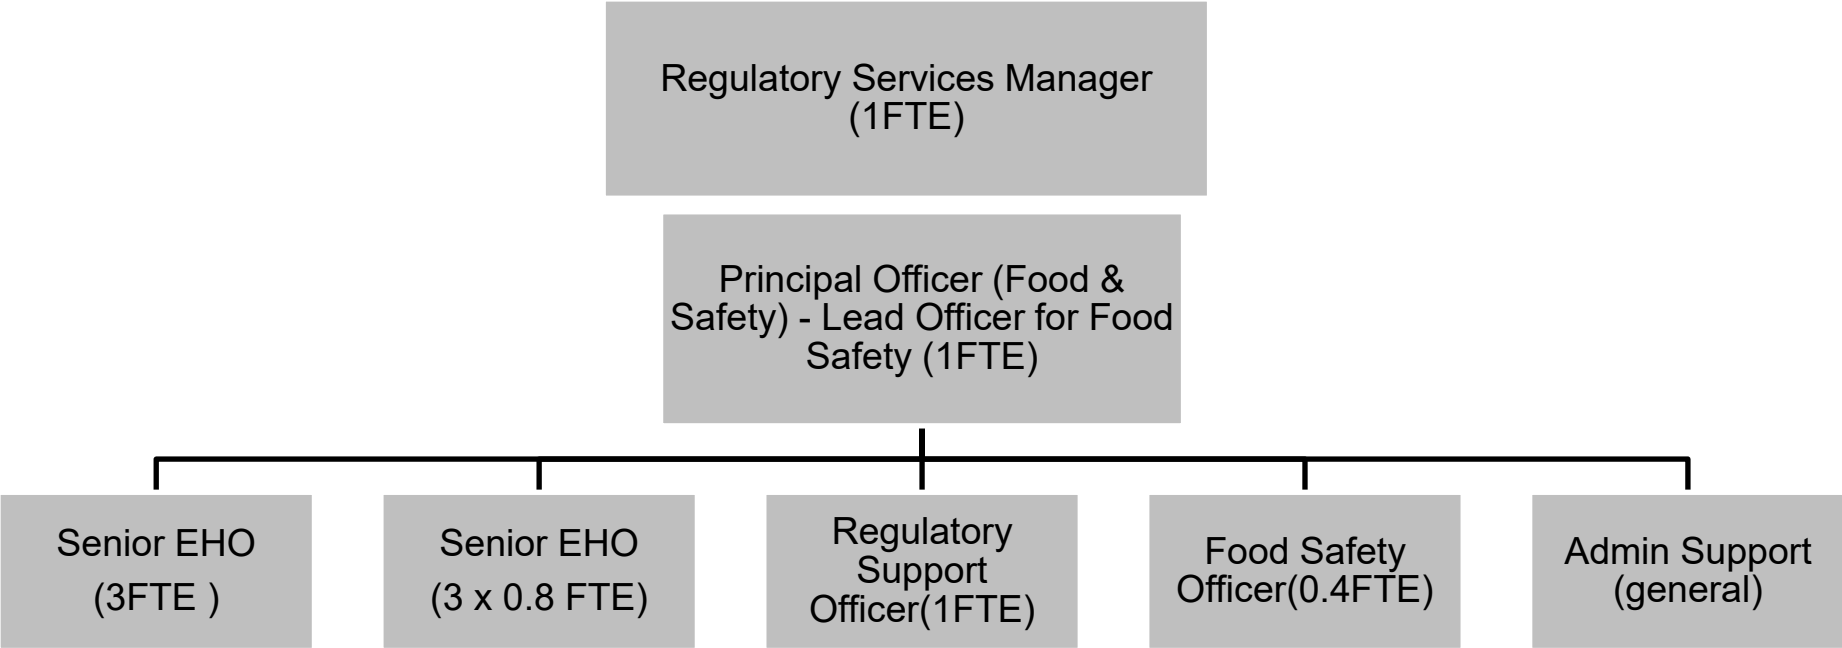 Regulatory Services Manager
(1FTE)
Principal Officer (Food &
Safety) - Lead Officer for Food
Safety (1FTE)
Senior EHO
(3FTE )
Senior EHO
(3 x 0.8 FTE)
Regulatory
Support
Officer(1FTE)
Food Safety
Officer(0.4FTE)
Admin Support
(general)